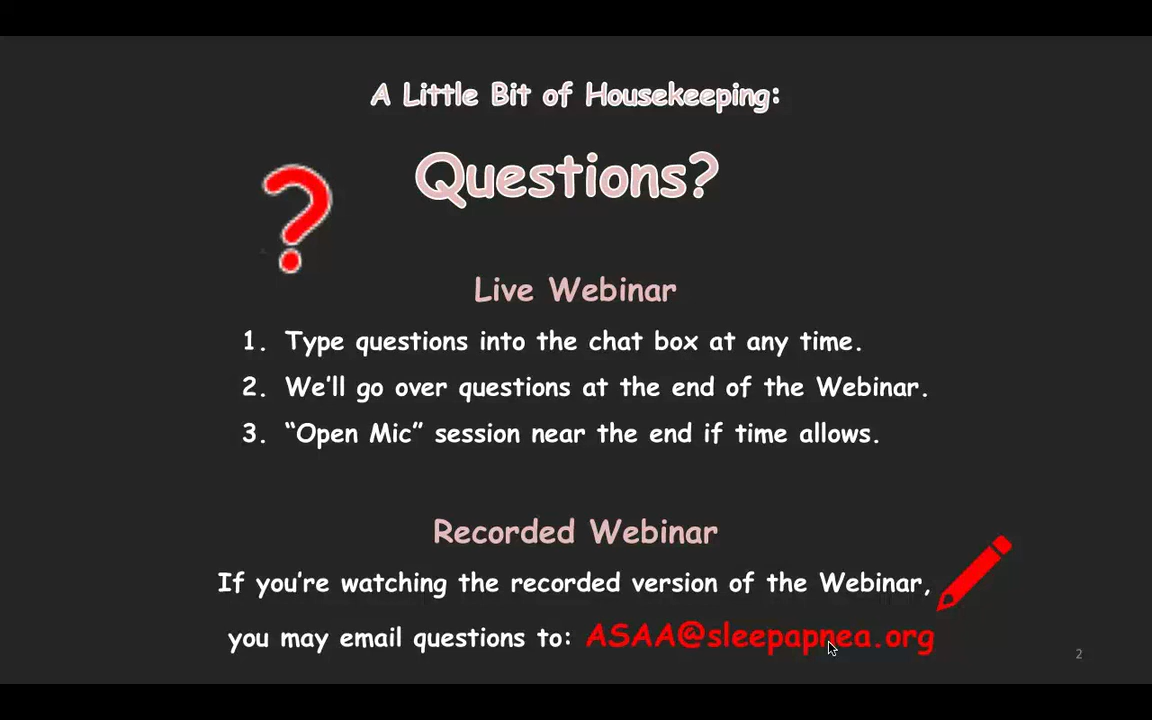 A Little Bit of Housekeeping:
Questions?
?
Live Webinar
1. Type questions into the chat box at any time.
2. We'll go over questions at the end of the Webinar.
3. “Open Mic” session near the end if time allows.
Recorded Webinar
If you're watching the recorded version of the Webinar,
you may email questions to: ASAA@sleepapnea.org
2